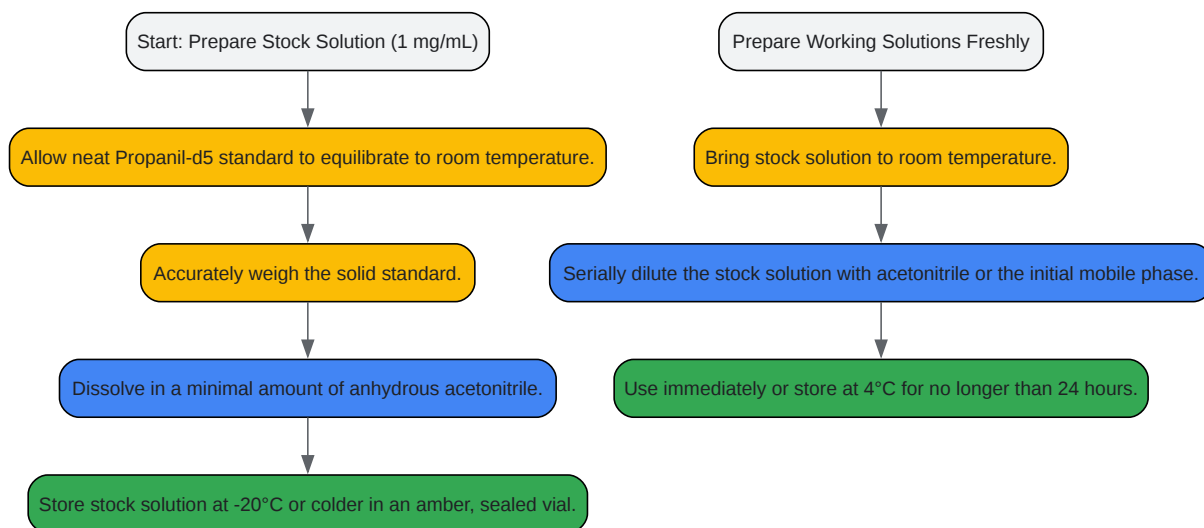 Start: Prepare Stock Solution (1 mg/mL)
Allow neat Propanil-d5 standard to equilibrate to room temperature.
Accurately weigh the solid standard.
Dissolve in a minimal amount of anhydrous acetonitrile.
Store stock solution at -20°C or colder in an amber, sealed vial.
Prepare Working Solutions Freshly
Bring stock solution to room temperature.
Serially dilute the stock solution with acetonitrile or the initial mobile phase.
Use immediately or store at 4°C for no longer than 24 hours.